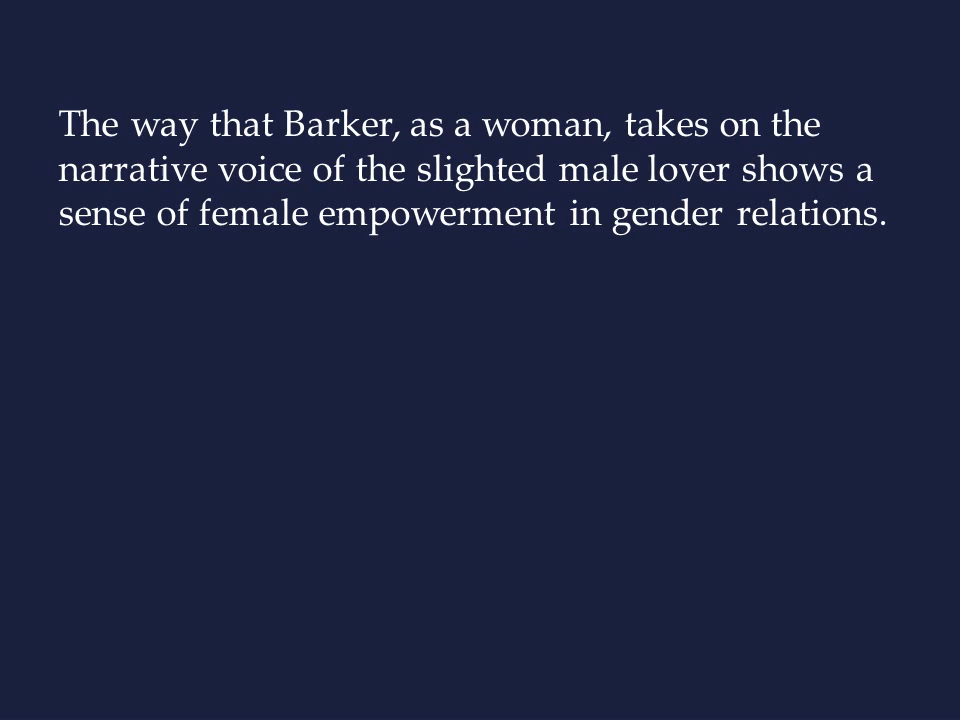 The way that Barker, as a woman, takes on the
narrative voice of the slighted male lover shows a
sense of female empowerment in gender relations.